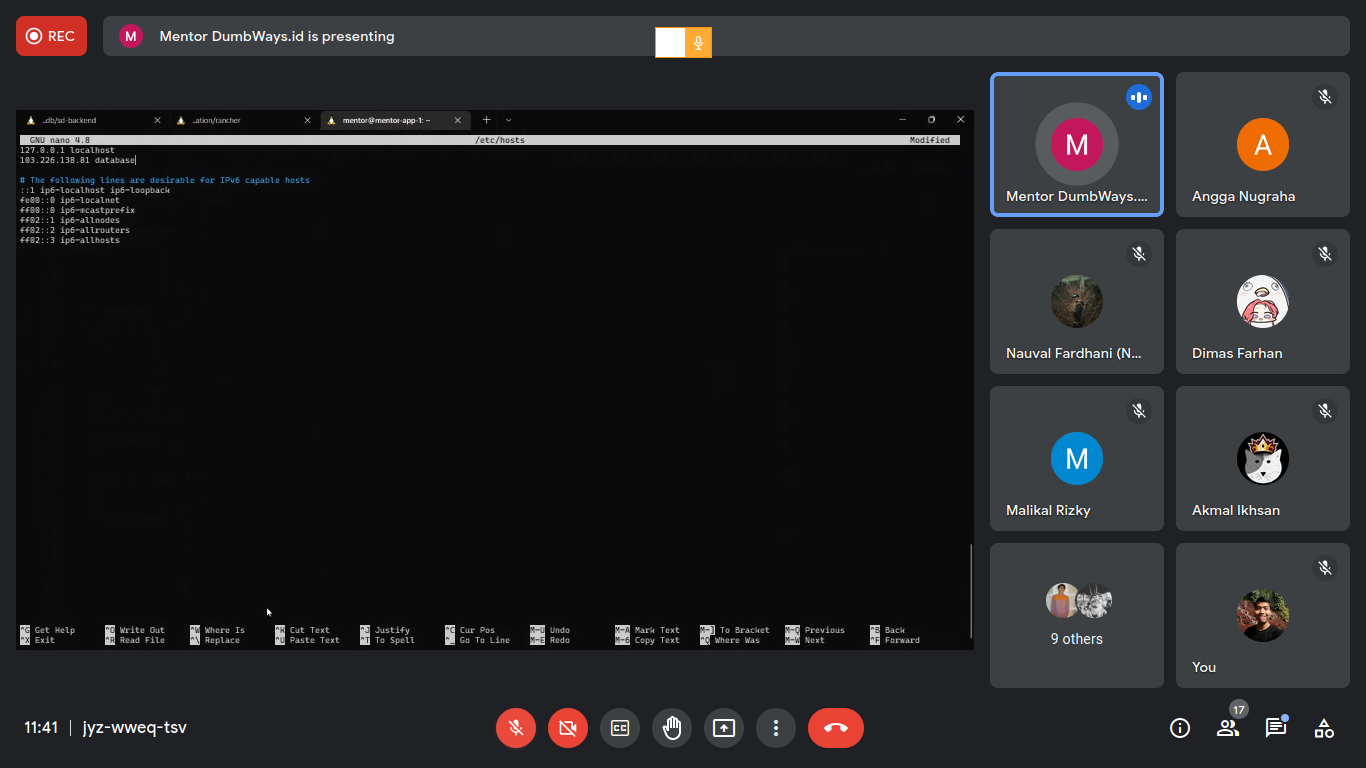 REC
M
Mentor DumbWays.id is presenting
..db/sd-backend
..ation/rancher
mentor@mentor-app-1: ~
GNU nano 4.8 /etc/hosts Modified
127.0.0.1 localhost
103.226.138.81 database
# The following lines are desirable for IPv6 capable hosts
::1 ip6-localhost ip6-loopback
fe00::0 ip6-localnet
ff00::0 ip6-mcastprefix
ff02::1 ip6-allnodes
ff02::2 ip6-allrouters
ff02::3 ip6-allhosts
^G Get Help ^O Write Out ^W Where Is ^K Cut Text ^J Justify ^C Cur Pos M-U Undo M-A Mark Text M-] To Bracket M-Q Previous ^B Back
^X Exit ^R Read File ^\ Replace ^U Paste Text ^T To Spell ^_ Go To Line M-E Redo M-6 Copy Text ^Q Where Was M-W Next ^F Forward
M
Mentor DumbWays....
A
Angga Nugraha
Nauval Fardhani (N...
Dimas Farhan
M
Malikal Rizky
Akmal Ikhsan
9 others
You
11:41 | jyz-wweq-tsv
CC
17